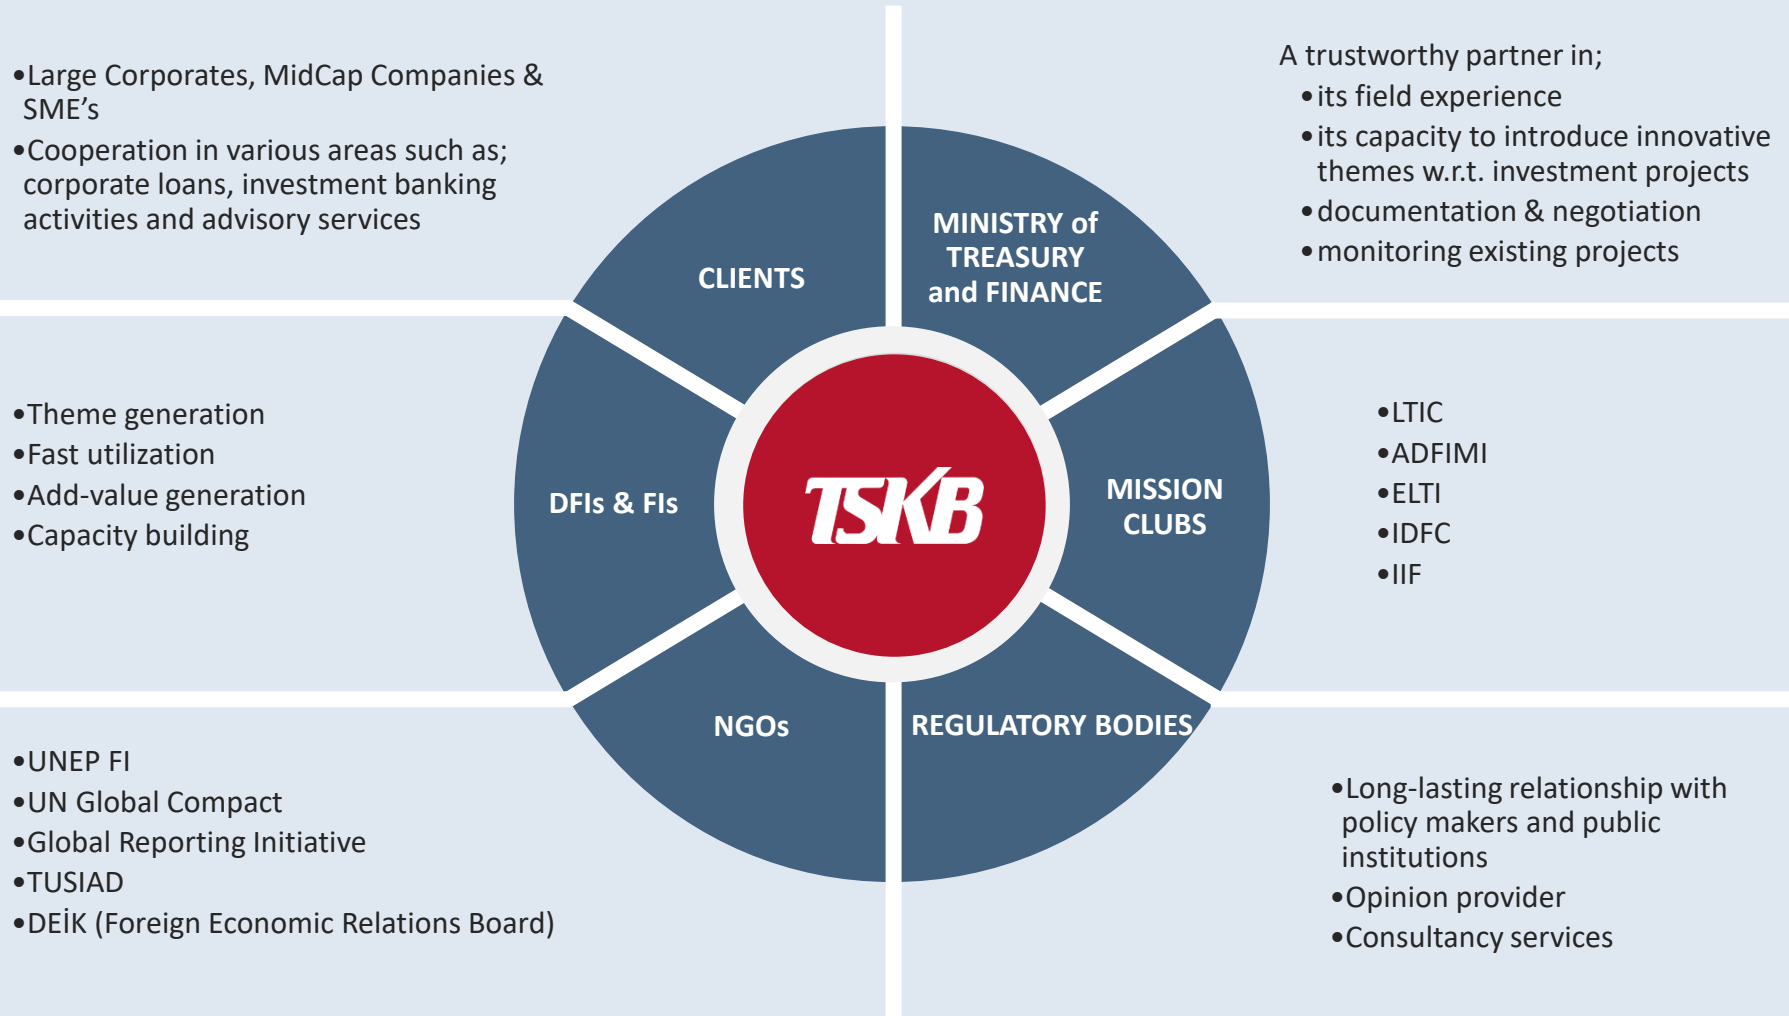 •Large Corporates, MidCap Companies &
SME’s
•Cooperation in various areas such as;
corporate loans, investment banking
activities and advisory services
CLIENTS
MINISTRY of
TREASURY
and FINANCE
A trustworthy partner in;
•its field experience
•its capacity to introduce innovative
themes w.r.t. investment projects
•documentation & negotiation
•monitoring existing projects
•Theme generation
•Fast utilization
•Add-value generation
•Capacity building
DFIs & FIs
TSKB
MISSION
CLUBS
•LTIC
•ADFIMI
•ELTI
•IDFC
•IIF
NGOs
REGULATORY BODIES
•UNEP FI
•UN Global Compact
•Global Reporting Initiative
•TUSIAD
•DEİK (Foreign Economic Relations Board)
•Long-lasting relationship with
policy makers and public
institutions
•Opinion provider
•Consultancy services